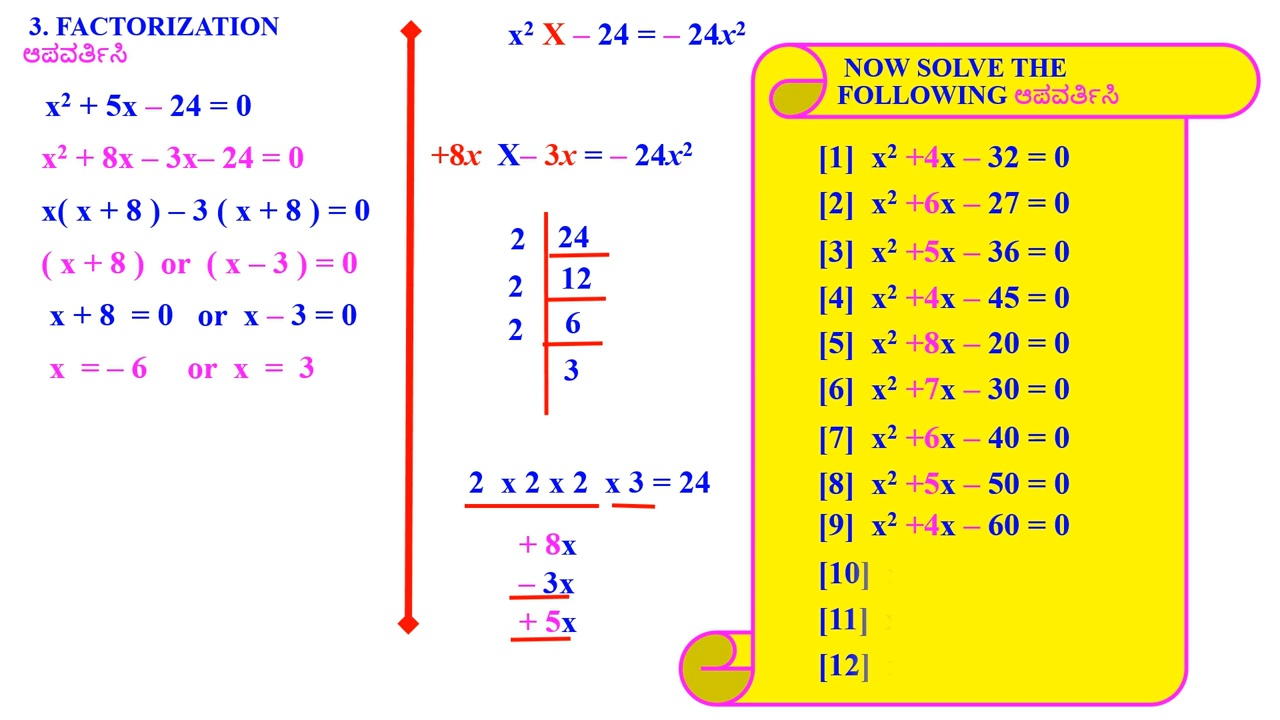 3. FACTORIZATION
ಆಪವರ್ತಿಸಿ
x² + 5x – 24 = 0
x² + 8x – 3x– 24 = 0
x( x + 8 ) – 3 ( x + 8 ) = 0
( x + 8 ) or ( x – 3 ) = 0
x + 8 = 0 or x – 3 = 0
x = – 6 or x = 3
x² X – 24 = – 24x²
+8x X– 3x = – 24x²
2 24
2 12
2 6
3
2 x 2 x 2 x 3 = 24
+ 8x
– 3x
+ 5x
NOW SOLVE THE
FOLLOWING ಆಪವರ್ತಿಸಿ
[1] x² +4x – 32 = 0
[2] x² +6x – 27 = 0
[3] x² +5x – 36 = 0
[4] x² +4x – 45 = 0
[5] x² +8x – 20 = 0
[6] x² +7x – 30 = 0
[7] x² +6x – 40 = 0
[8] x² +5x – 50 = 0
[9] x² +4x – 60 = 0
[10]
[11]
[12]